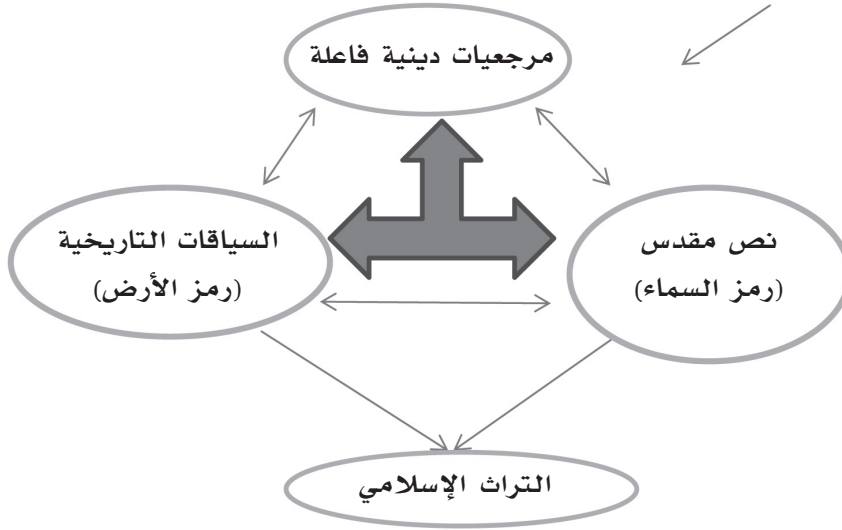 مرجعيات دينية فاعلة
نص مقدس
(رمز السماء)
السياقات التاريخية
(رمز الأرض)
التراث الإسلامي